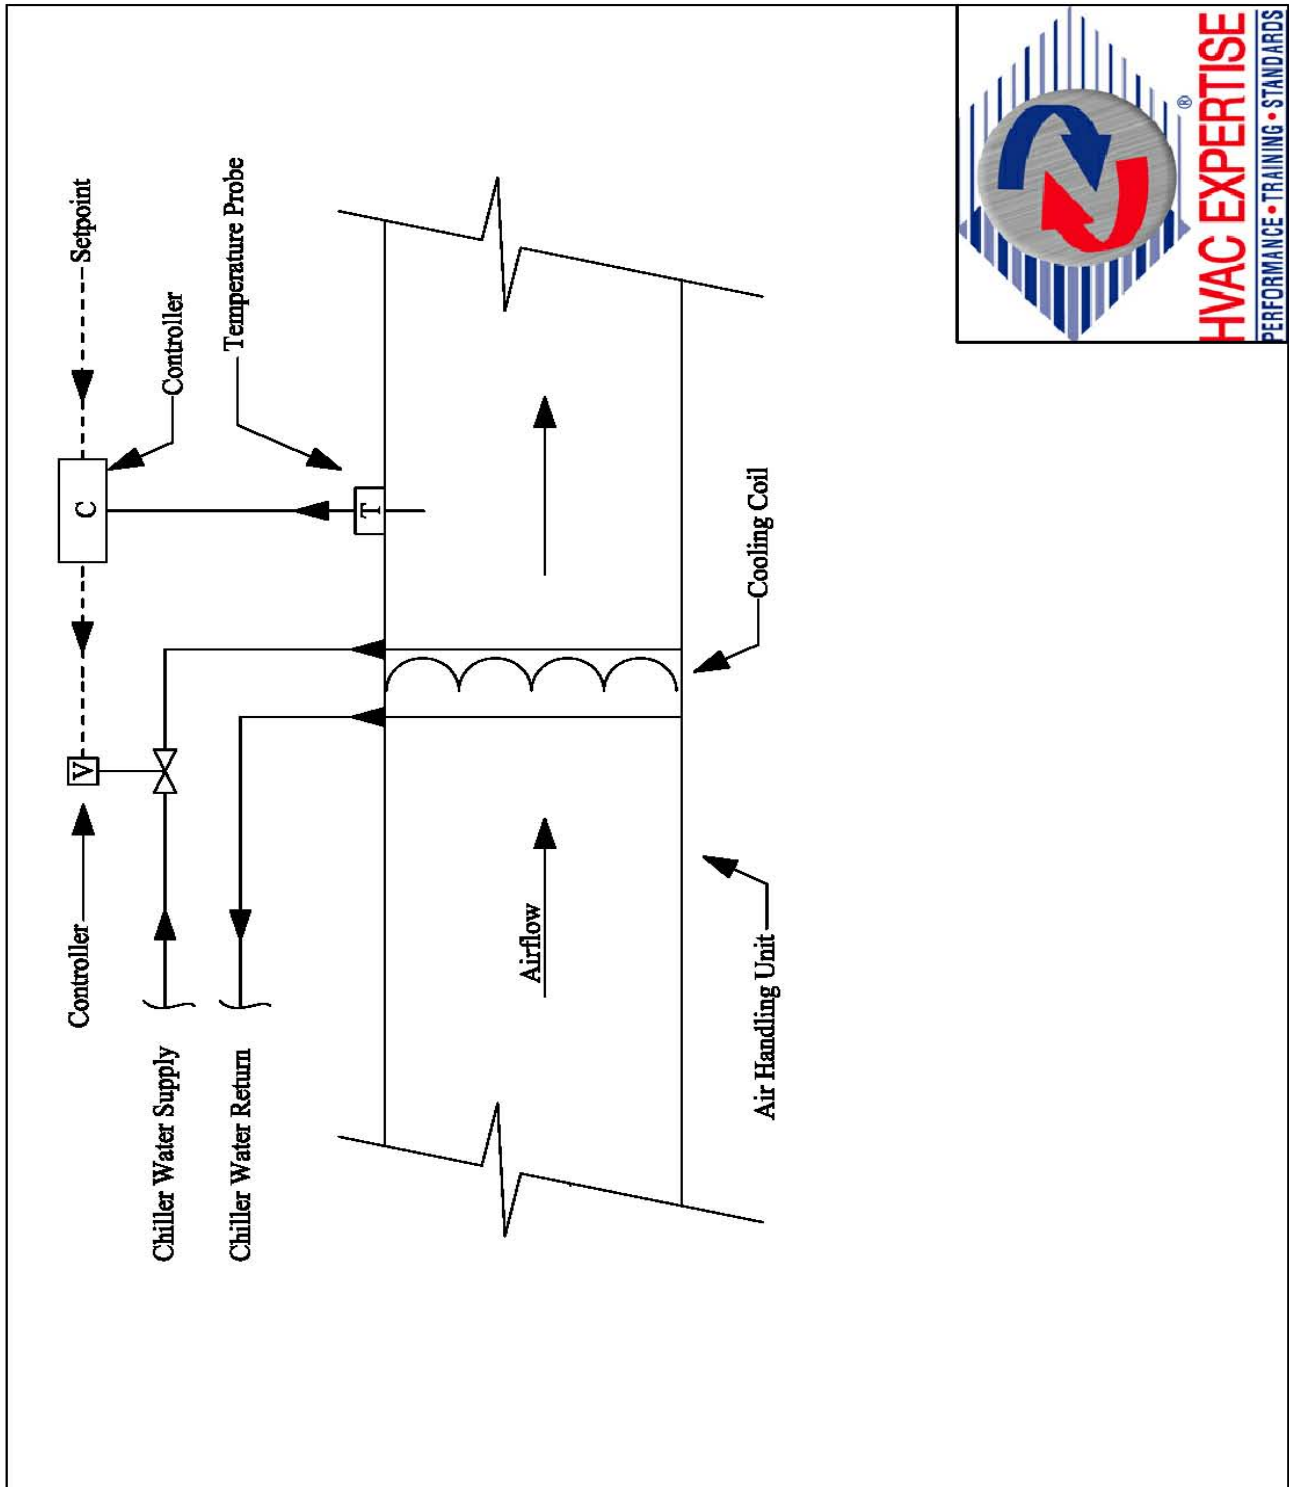 Controller
Setpoint
V
C
Controller
Chiller Water Supply
Chiller Water Return
Temperature Probe
T
Airflow
Air Handling Unit
Cooling Coil
®
HVAC EXPERTISE
PERFORMANCE • TRAINING • STANDARDS